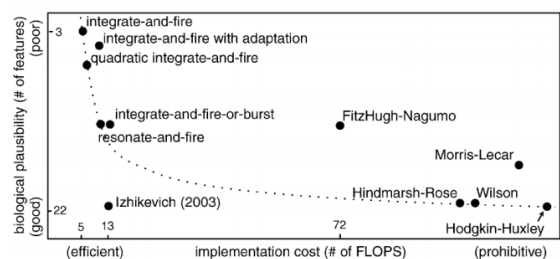 biological plausibility (# of features)
(poor)
(good)
3
22
integrate-and-fire
integrate-and-fire with adaptation
quadratic integrate-and-fire
integrate-and-fire-or-burst
resonate-and-fire
FitzHugh-Nagumo
Morris-Lecar
Izhikevich (2003)
Hindmarsh-Rose
Wilson
Hodgkin-Huxley
5
13
72
(efficient)
implementation cost (# of FLOPS)
(prohibitive)